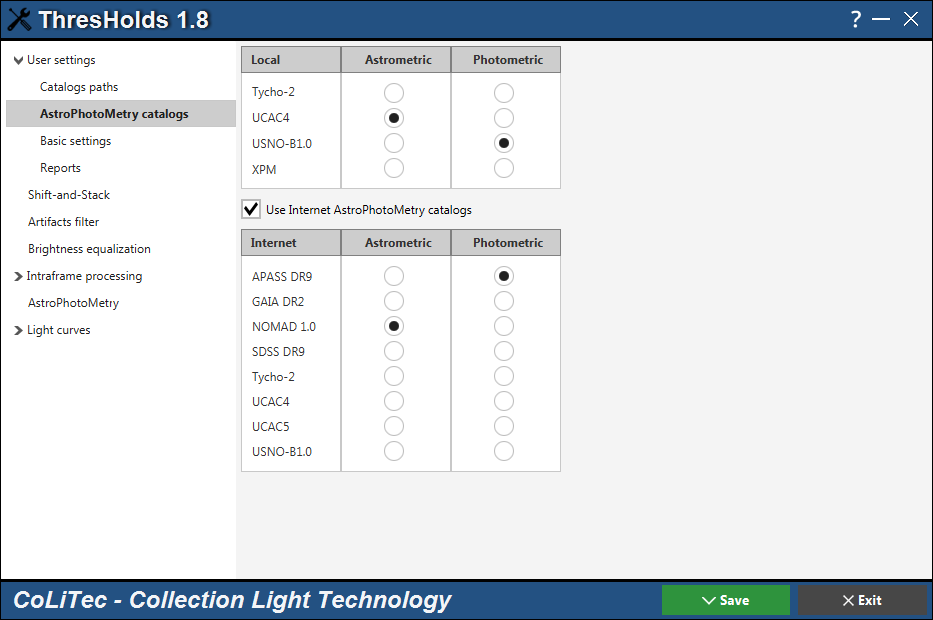 ThresHolds 1.8 ?
User settings
Catalogs paths
AstroPhotoMetry catalogs
Basic settings
Reports
Shift-and-Stack
Artifacts filter
Brightness equalization
Intraframe processing
AstroPhotoMetry
Light curves
Local Astrometric Photometric
Tycho-2
UCAC4
USNO-B1.0
XPM
Use Internet AstroPhotoMetry catalogs
Internet Astrometric Photometric
APASS DR9
GAIA DR2
NOMAD 1.0
SDSS DR9
Tycho-2
UCAC4
UCAC5
USNO-B1.0
CoLiTec - Collection Light Technology
Save
Exit